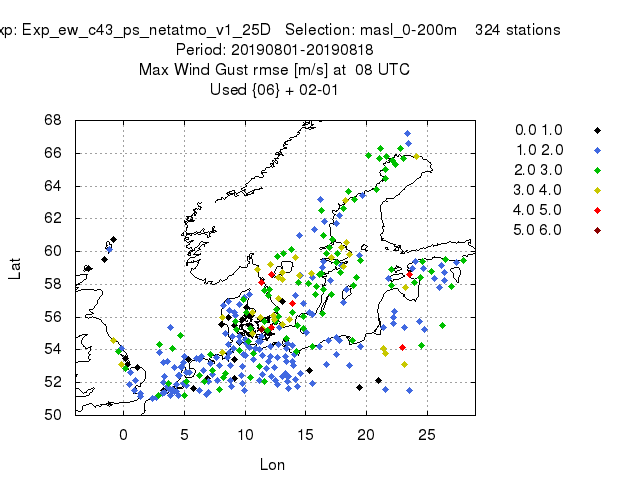 xp: Exp_ew_c43_ps_netatmo_v1_25D Selection: masl_0-200m 324 stations
Period: 20190801-20190818
Max Wind Gust rmse [m/s] at 08 UTC
Used {06} + 02-01
68
66
64
62
60
58
56
54
52
50
Lat
0 5 10 15 20 25
Lon
0.0 1.0
1.0 2.0
2.0 3.0
3.0 4.0
4.0 5.0
5.0 6.0